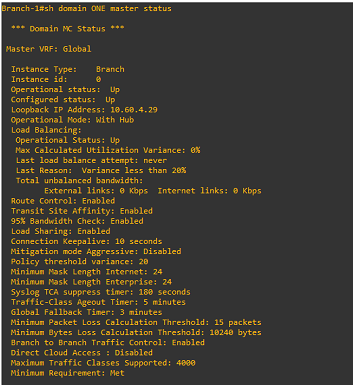 Branch-1#sh domain ONE master status
*** Domain MC Status ***
Master VRF: Global
Instance Type: Branch
Instance id: 0
Operational status: Up
Configured status: Up
Loopback IP Address: 10.60.4.29
Operational Mode: With Hub
Load Balancing:
Operational Status: Up
Max Calculated Utilization Variance: 0%
Last load balance attempt: never
Last Reason: Variance less than 20%
Total unbalanced bandwidth:
External links: 0 Kbps Internet links: 0 Kbps
Route Control: Enabled
Transit Site Affinity: Enabled
95% Bandwidth Check: Enabled
Load Sharing: Enabled
Connection Keepalive: 10 seconds
Mitigation mode Aggressive: Disabled
Policy threshold variance: 20
Minimum Mask Length Internet: 24
Minimum Mask Length Enterprise: 24
Syslog TCA suppress timer: 180 seconds
Traffic-Class Ageout Timer: 5 minutes
Global Fallback Timer: 3 minutes
Minimum Packet Loss Calculation Threshold: 15 packets
Minimum Bytes Loss Calculation Threshold: 10240 bytes
Branch to Branch Traffic Control: Enabled
Direct Cloud Access : Disabled
Maximum Traffic Classes Supported: 4000
Minimum Requirement: Met